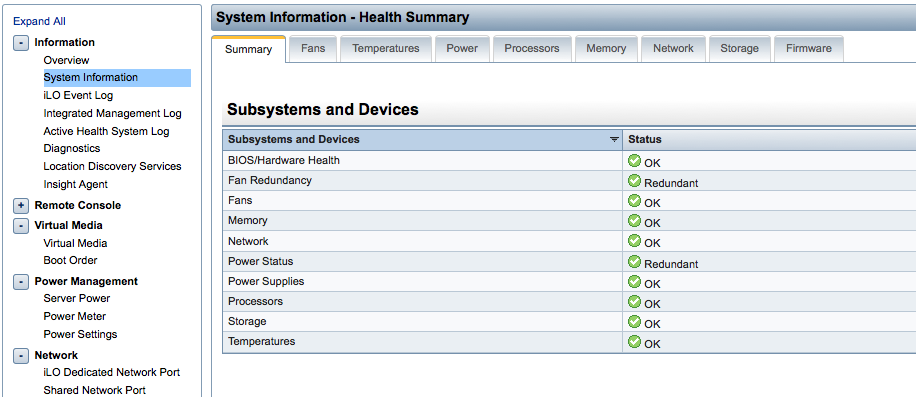 Expand All
- Information
Overview
System Information
iLO Event Log
Integrated Management Log
Active Health System Log
Diagnostics
Location Discovery Services
Insight Agent
+ Remote Console
- Virtual Media
Virtual Media
Boot Order
- Power Management
Server Power
Power Meter
Power Settings
- Network
iLO Dedicated Network Port
Shared Network Port
System Information - Health Summary
Summary Fans Temperatures Power Processors Memory Network Storage Firmware
Subsystems and Devices
Subsystems and Devices Status
BIOS/Hardware Health OK
Fan Redundancy Redundant
Fans OK
Memory OK
Network OK
Power Status Redundant
Power Supplies OK
Processors OK
Storage OK
Temperatures OK